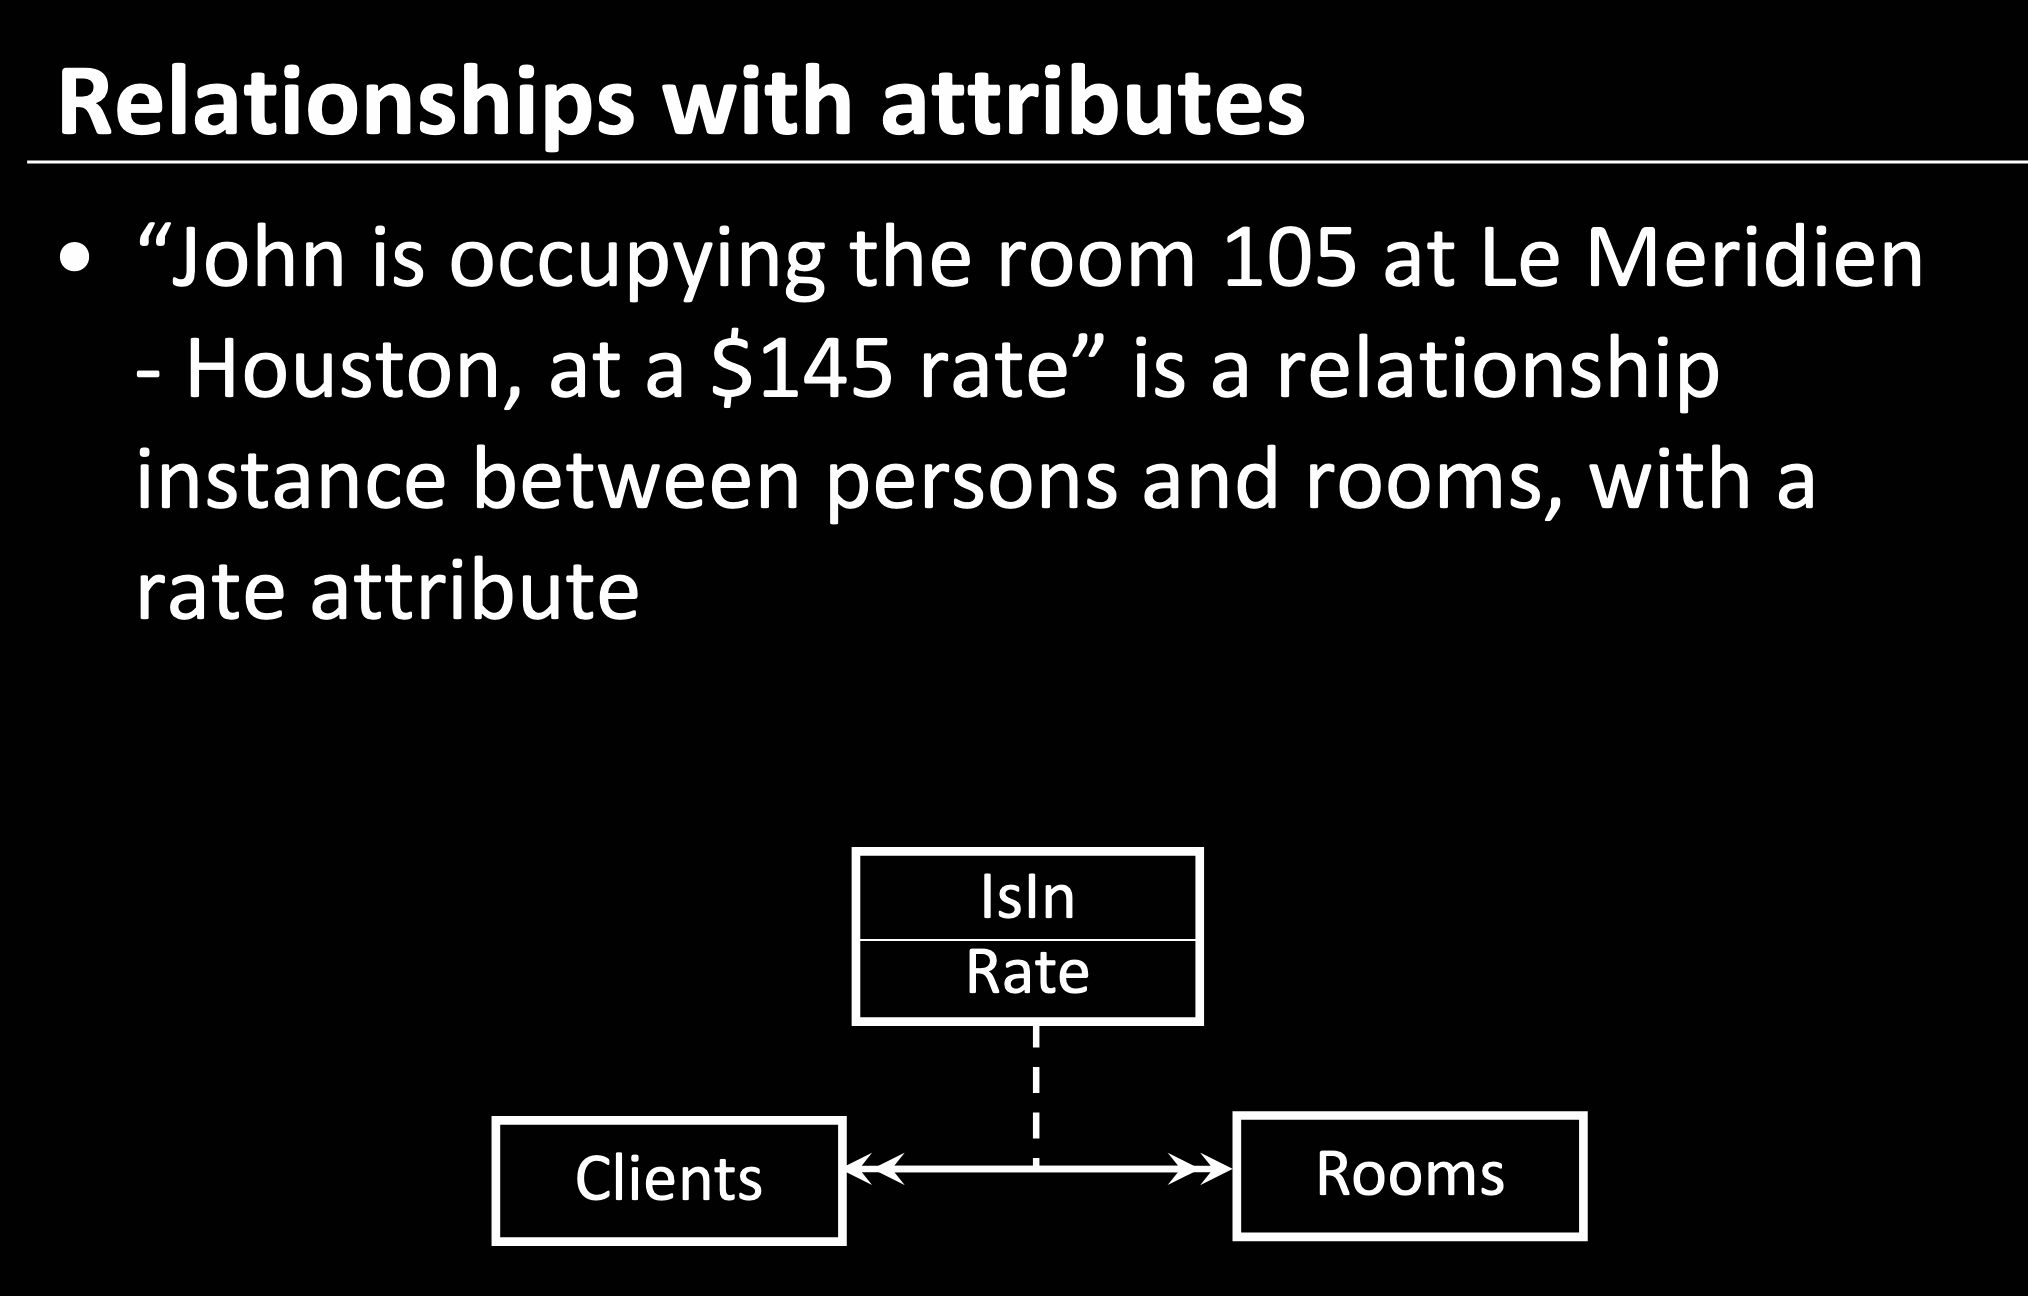 Relationships with attributes
• “John is occupying the room 105 at Le Meridien
- Houston, at a $145 rate” is a relationship
instance between persons and rooms, with a
rate attribute
IsIn
Rate
Clients
Rooms